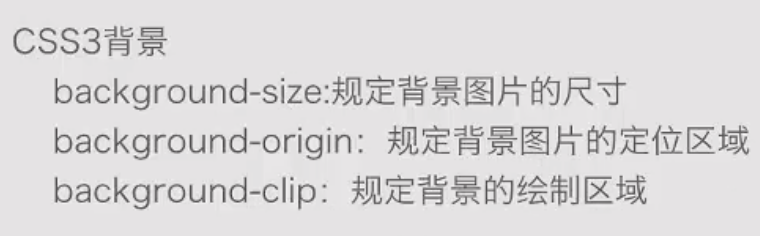 CSS3背景
background-size:规定背景图片的尺寸
background-origin：规定背景图片的定位区域
background-clip：规定背景的绘制区域